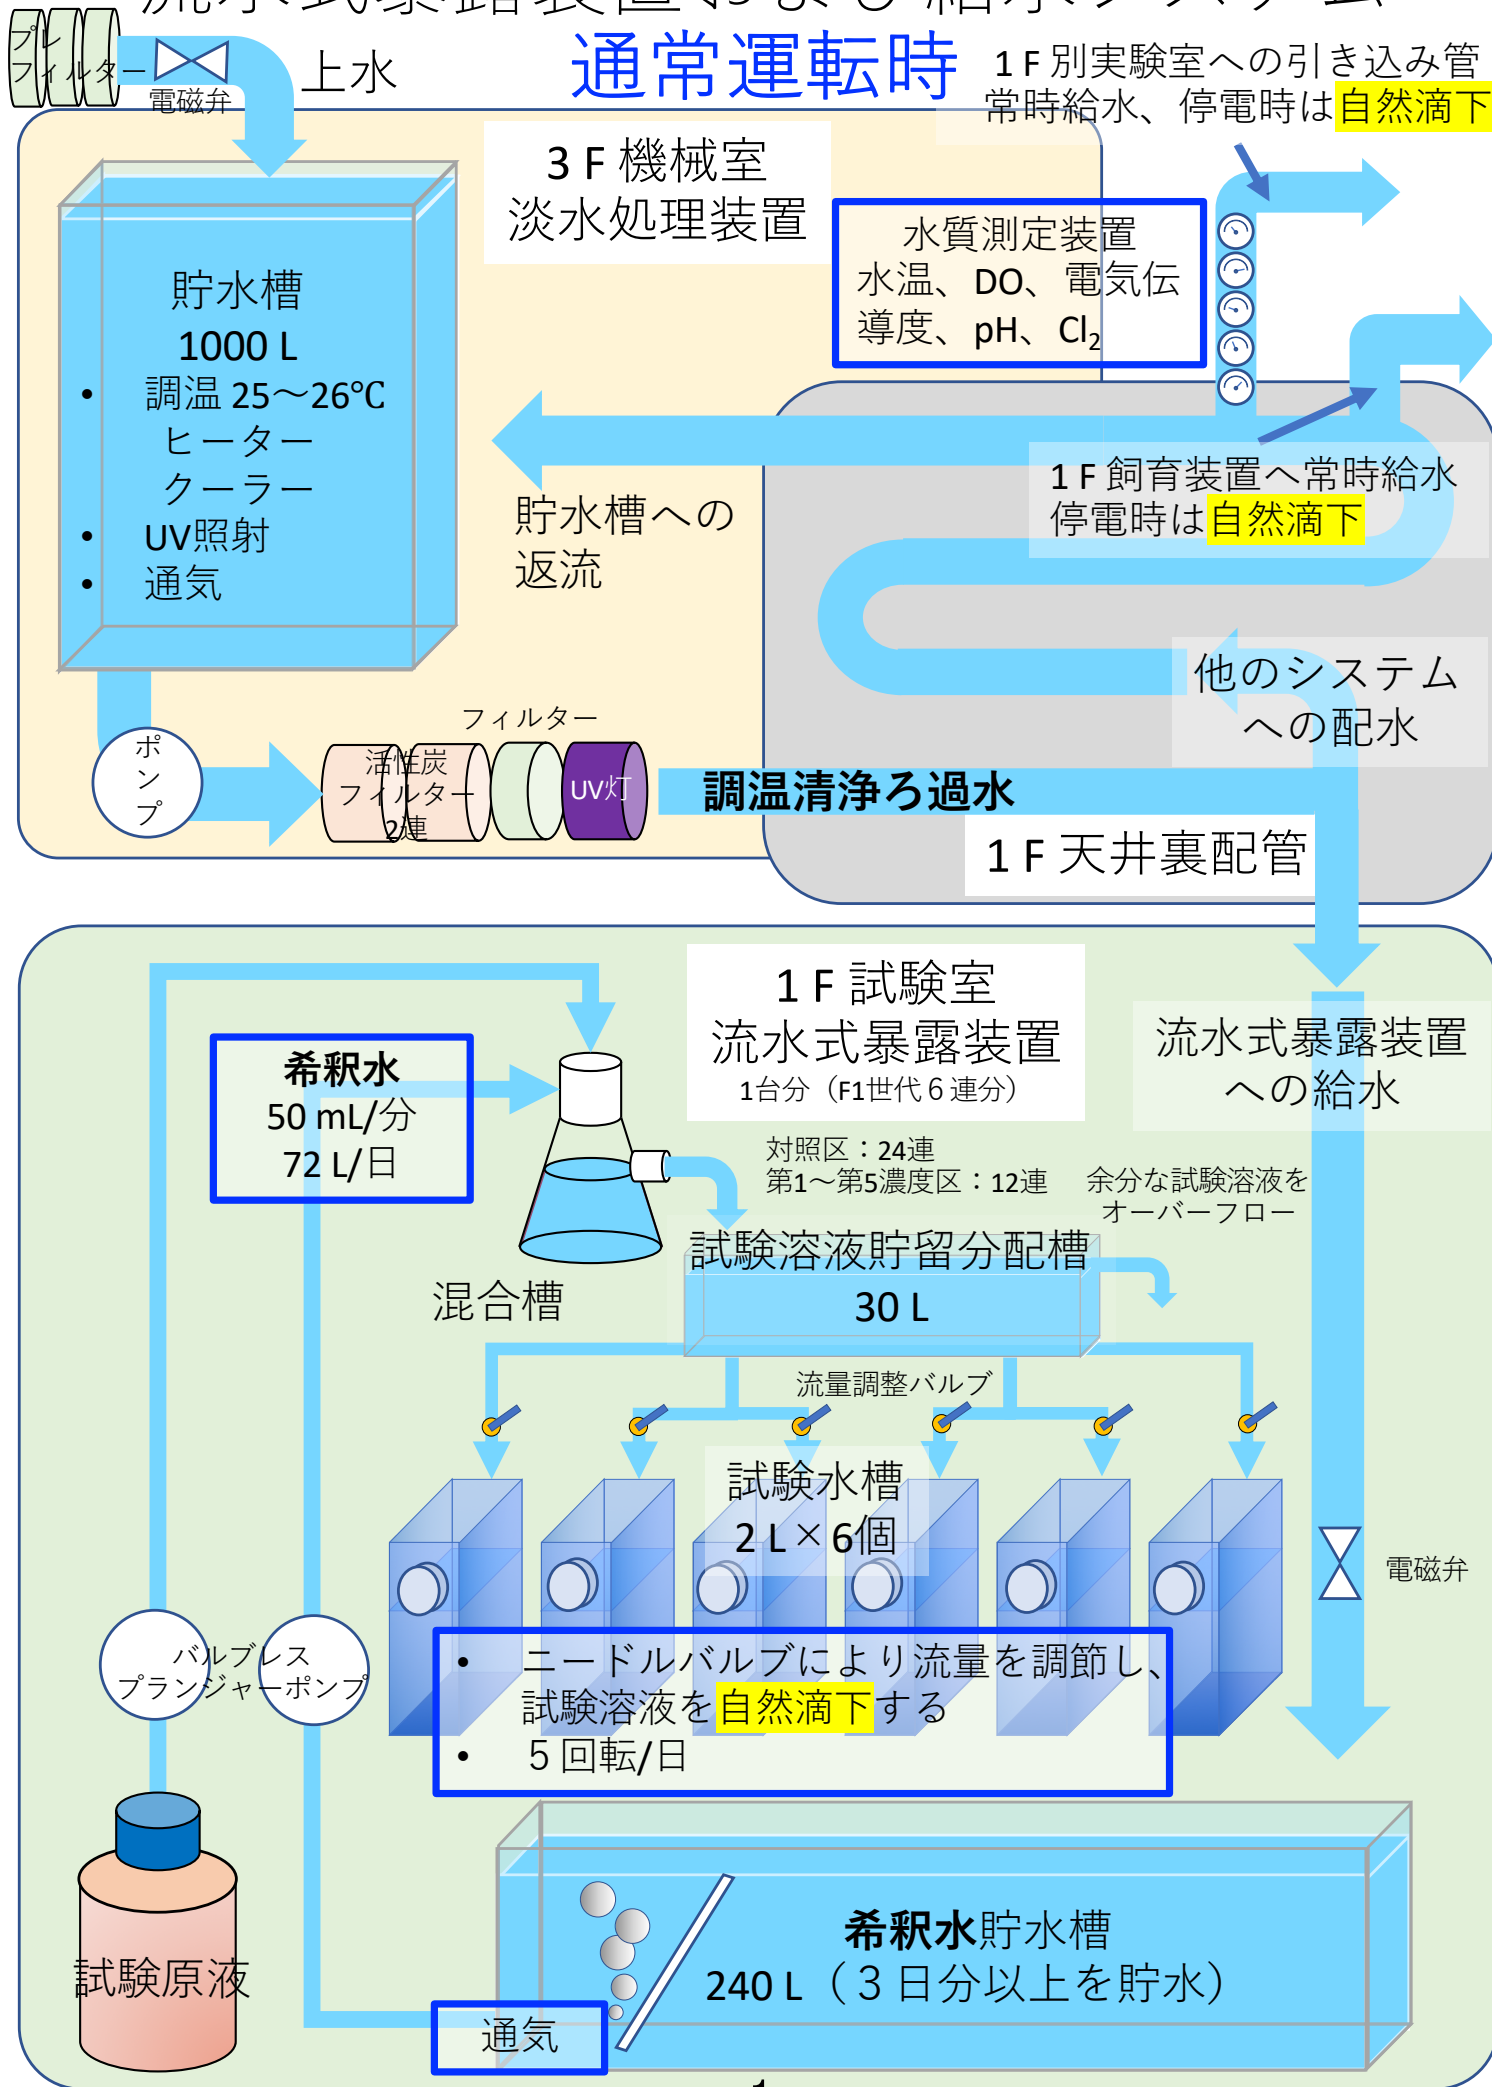 流水式暴露装置および給水システム
通常運転時
プレ
フィルター
電磁弁
上水
1 F 別実験室への引き込み管
常時給水、停電時は自然滴下
3 F 機械室
淡水処理装置
水質測定装置
水温、DO、電気伝
導度、pH、Cl₂
貯水槽
1000 L
• 調温 25～26℃
ヒーター
クーラー
• UV照射
• 通気
貯水槽への
返流
1 F 飼育装置へ常時給水
停電時は自然滴下
他のシステム
への配水
ポンプ
フィルター
活性炭
フィルター
2連
UV灯
調温清浄ろ過水
1 F 天井裏配管
1 F 試験室
流水式暴露装置
1台分（F1世代６連分）
流水式暴露装置
への給水
希釈水
50 mL/分
72 L/日
対照区：24連
第1～第5濃度区：12連
余分な試験溶液を
オーバーフロー
試験溶液貯留分配槽
30 L
混合槽
流量調整バルブ
試験水槽
2 L×6個
電磁弁
バルブレス
プランジャーポンプ
• ニードルバルブにより流量を調節し、
試験溶液を自然滴下する
• ５回転/日
試験原液
希釈水貯水槽
240 L（３日分以上を貯水）
通気